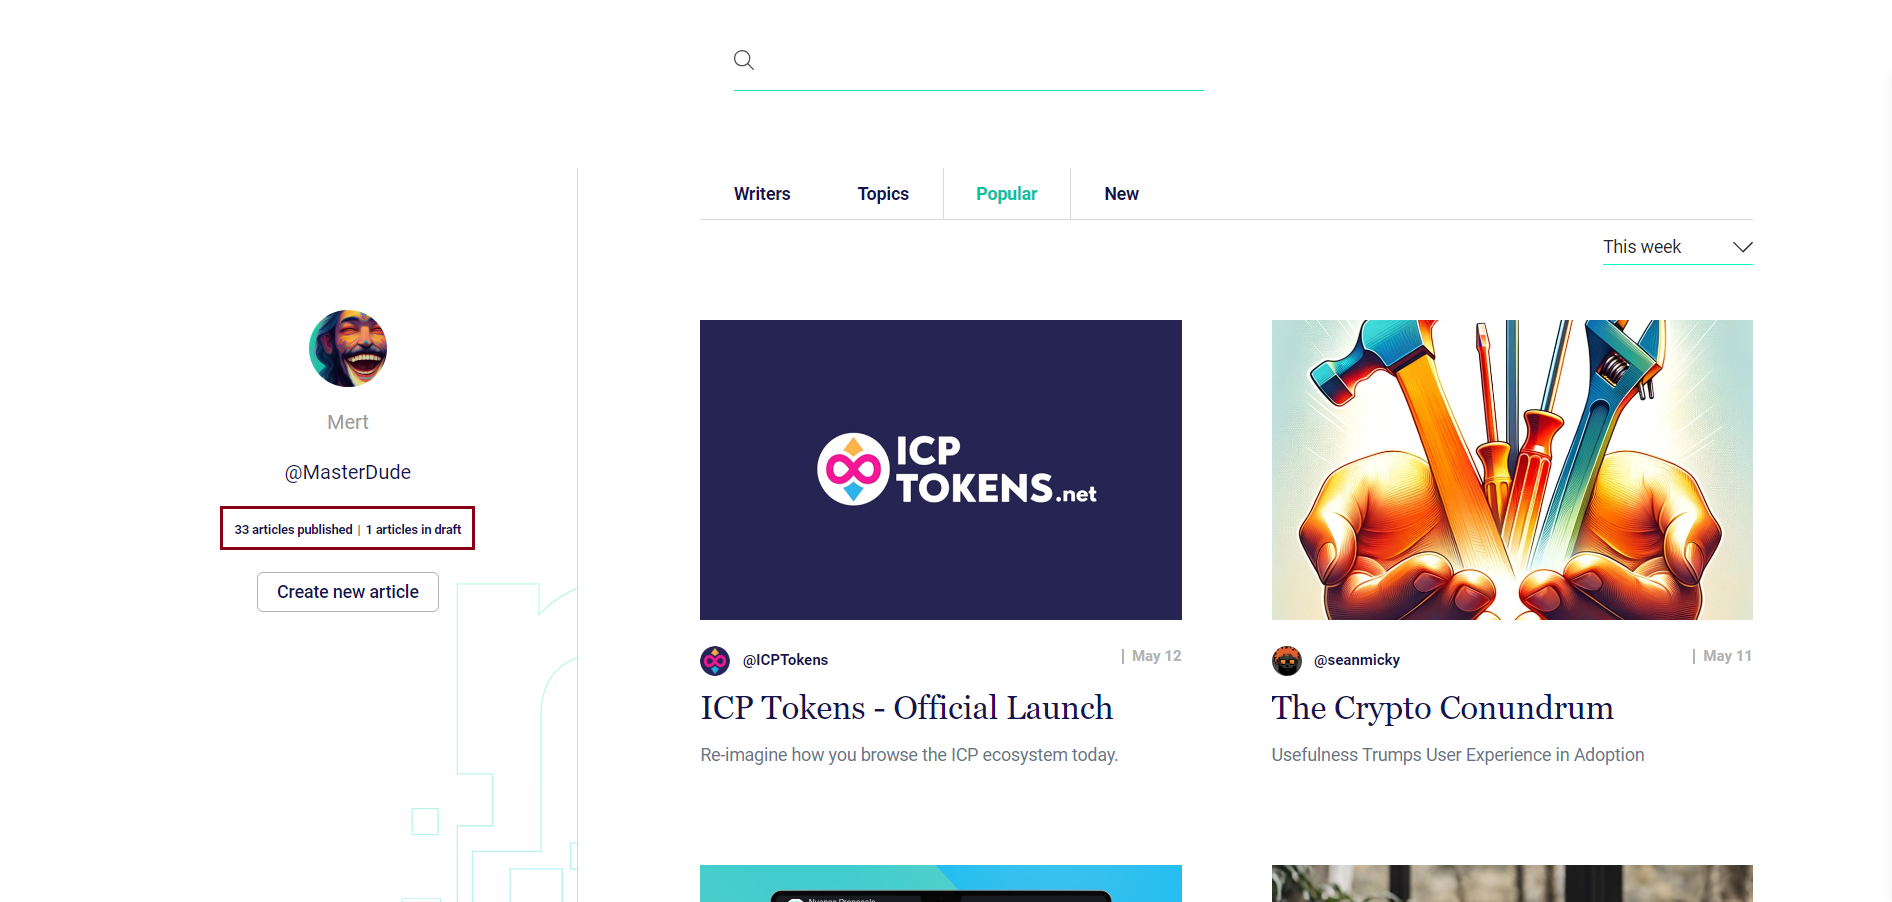 Writers
Topics
Popular
New
This week
Mert
@MasterDude
33 articles published | 1 articles in draft
Create new article
ICP
TOKENS.net
@ICPTokens
| May 12
ICP Tokens - Official Launch
Re-imagine how you browse the ICP ecosystem today.
@seanmicky
| May 11
The Crypto Conundrum
Usefulness Trumps User Experience in Adoption
Nuance Proposals